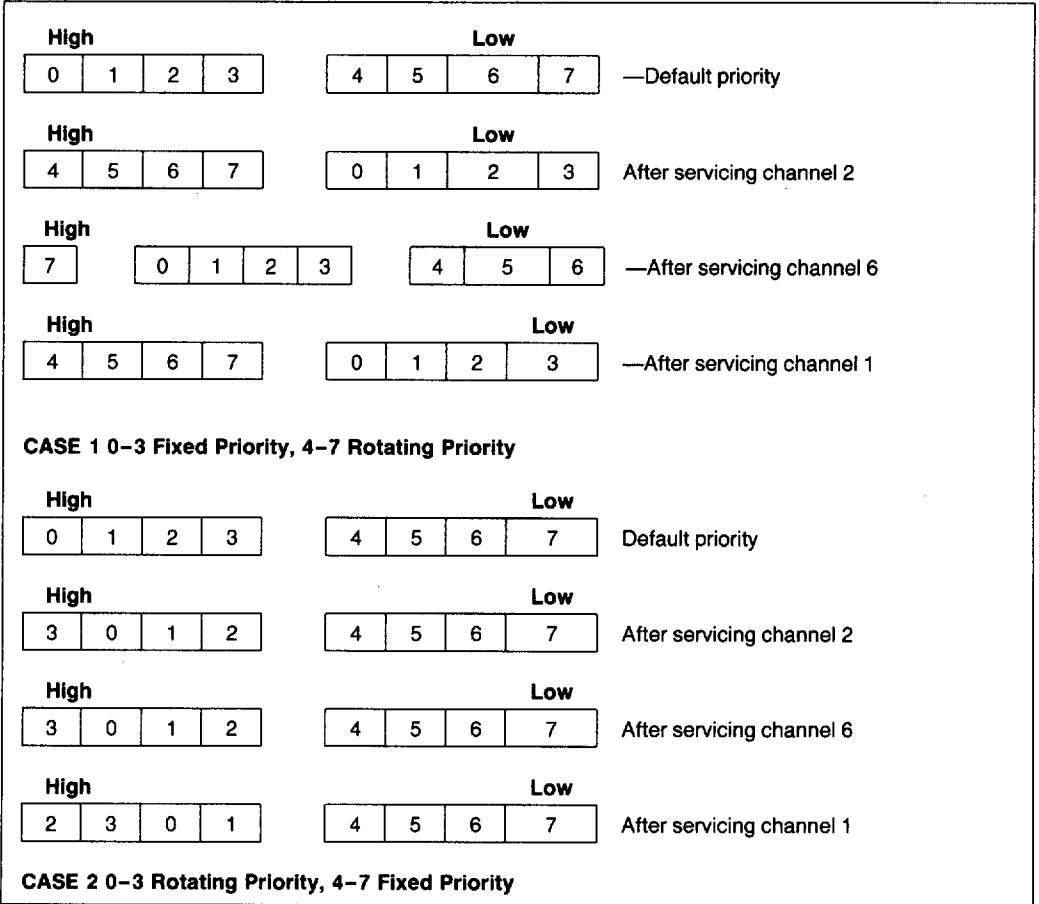 High Low
0 1 2 3 4 5 6 7 —Default priority
High Low
4 5 6 7 0 1 2 3 After servicing channel 2
High Low
7 0 1 2 3 4 5 6 —After servicing channel 6
High Low
4 5 6 7 0 1 2 3 —After servicing channel 1
CASE 1 0–3 Fixed Priority, 4–7 Rotating Priority
High Low
0 1 2 3 4 5 6 7 Default priority
High Low
3 0 1 2 4 5 6 7 After servicing channel 2
High Low
3 0 1 2 4 5 6 7 After servicing channel 6
High Low
2 3 0 1 4 5 6 7 After servicing channel 1
CASE 2 0–3 Rotating Priority, 4–7 Fixed Priority